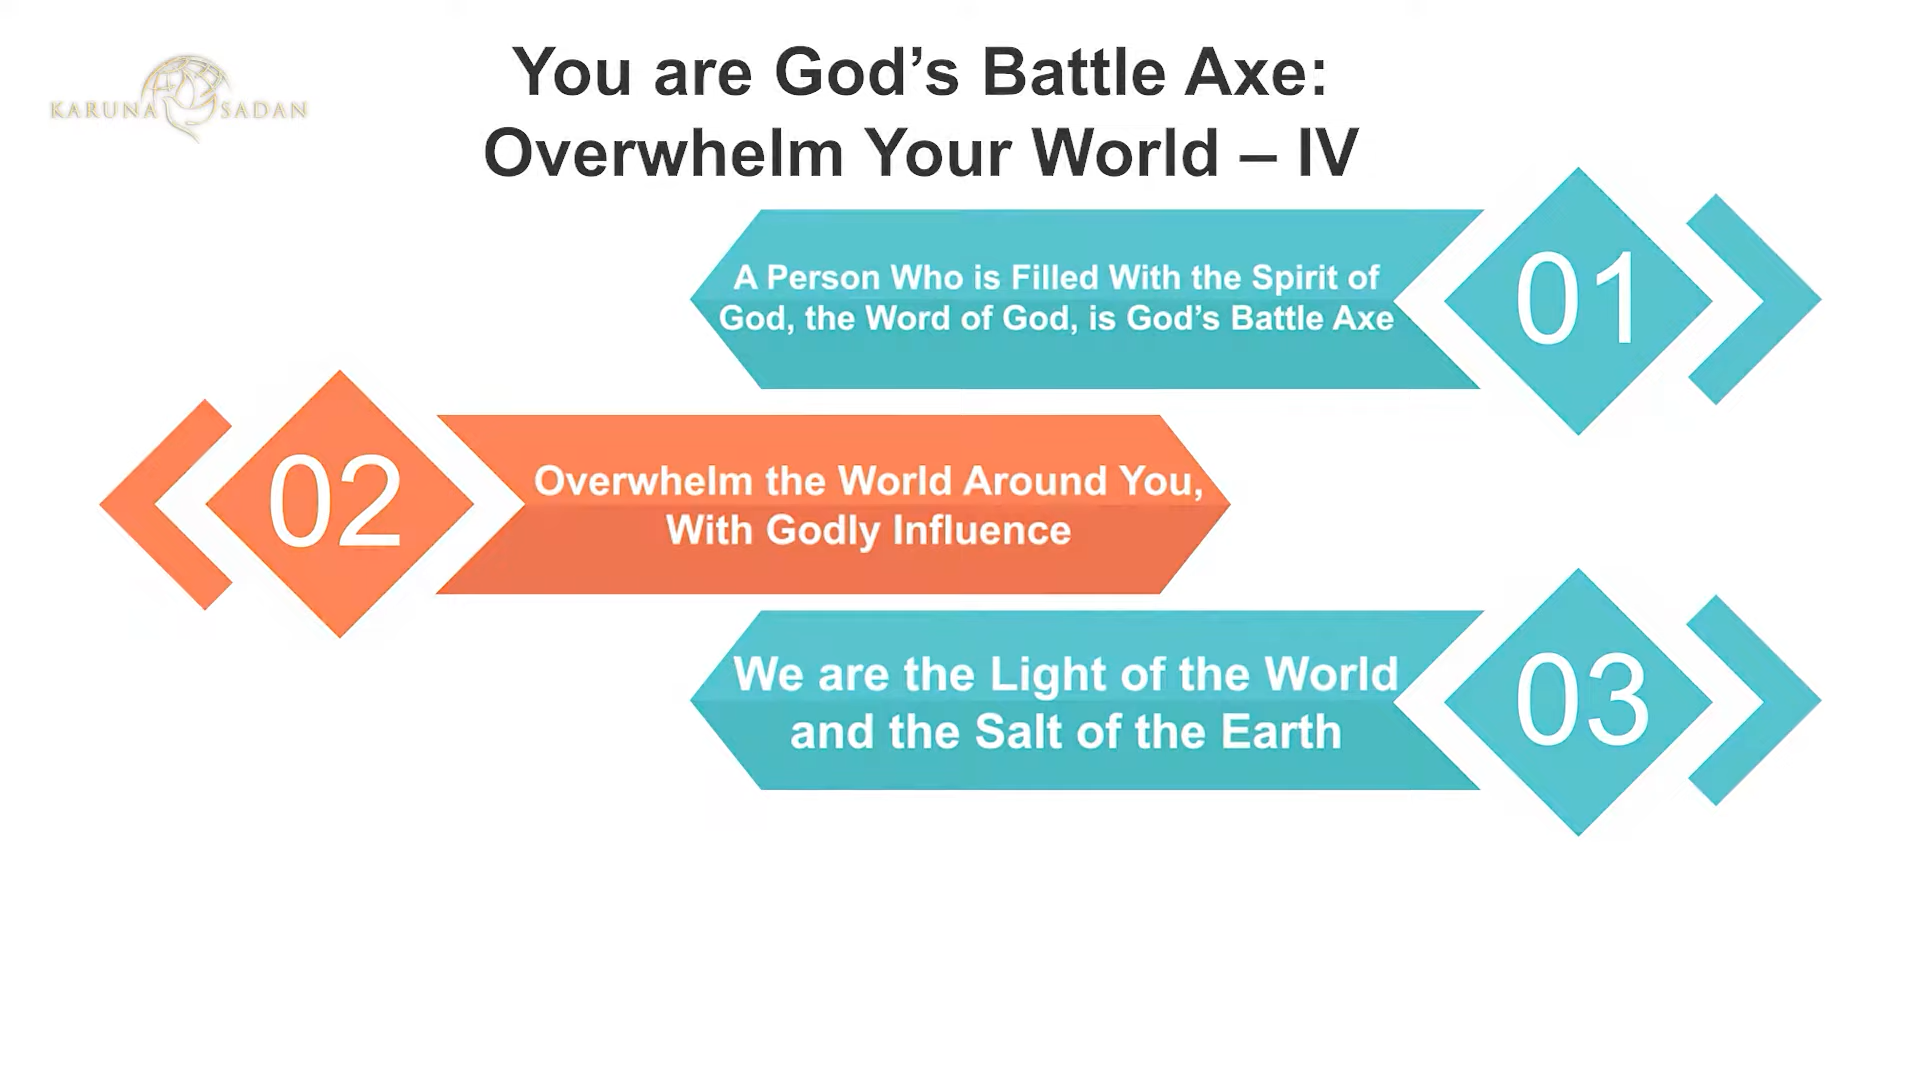 KARUNA SADAN
You are God’s Battle Axe:
Overwhelm Your World – IV
A Person Who is Filled With the Spirit of
God, the Word of God, is God’s Battle Axe
01
02
Overwhelm the World Around You,
With Godly Influence
We are the Light of the World
and the Salt of the Earth
03